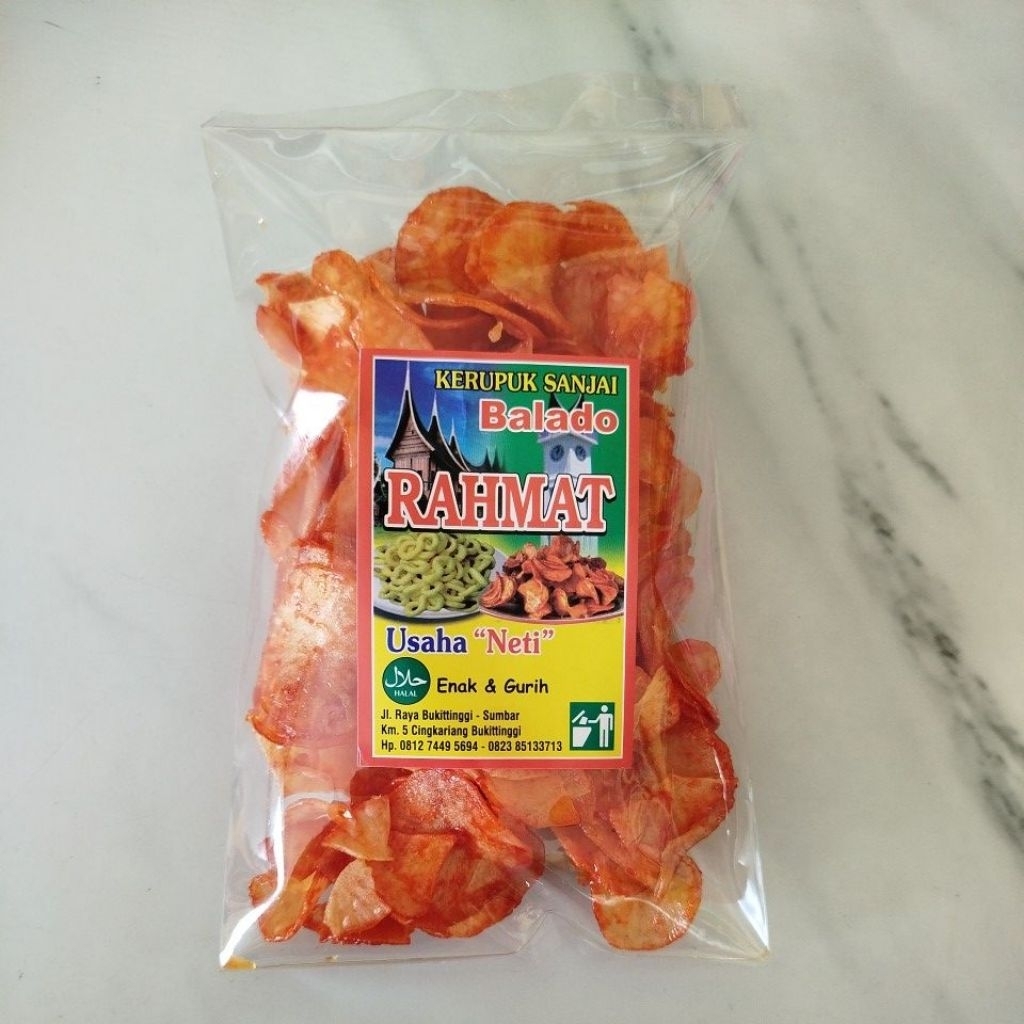 KERUPUK SANJAI
Balado
RAHMAT
Usaha "Neti"
حلال
HALAL
Enak & Gurih
Jl. Raya Bukittinggi - Sumbar
Km. 5 Cingkariang Bukittinggi
Hp. 0812 7449 5694 - 0823 85133713